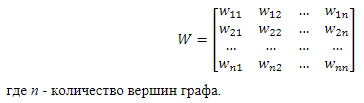 w11 w12 ... w1n
W = w21 w22 ... w2n
... ... ... ...
wn1 wn2 ... wnn
где n - количество вершин графа.